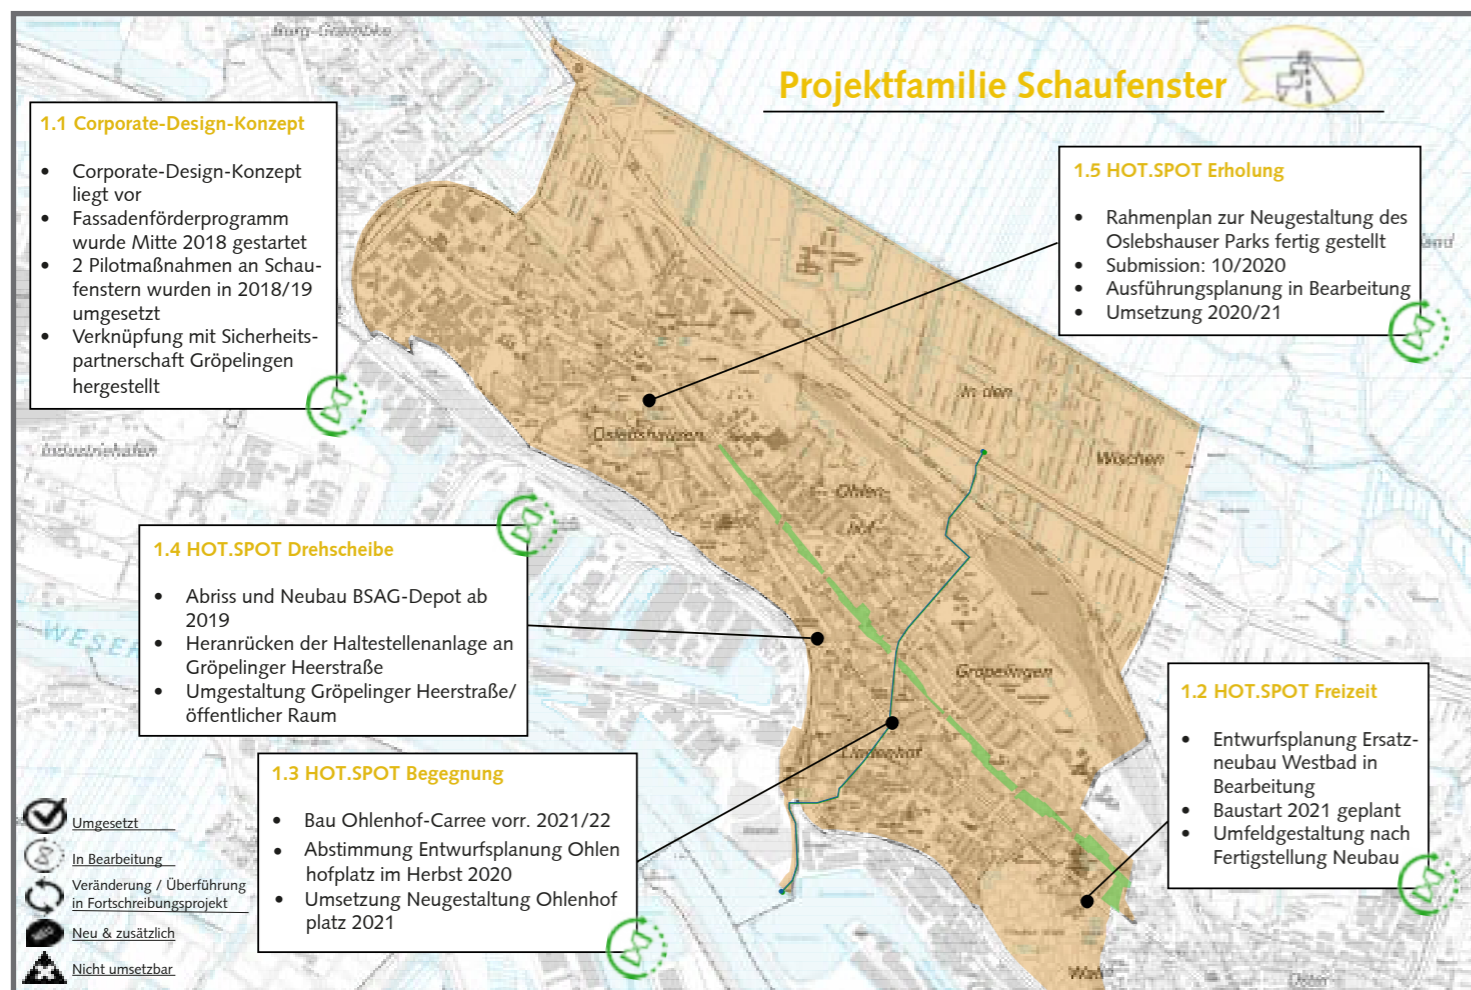 Burg-Grambke
Projektfamilie Schaufenster
1.1 Corporate-Design-Konzept
• Corporate-Design-Konzept
liegt vor
• Fassadenförderprogramm
wurde Mitte 2018 gestartet
• 2 Pilotmaßnahmen an Schau-
fenstern wurden in 2018/19
umgesetzt
• Verknüpfung mit Sicherheits-
partnerschaft Gröpelingen
hergestellt
1.5 HOT.SPOT Erholung
• Rahmenplan zur Neugestaltung des
Oslebshauser Parks fertig gestellt
• Submission: 10/2020
• Ausführungsplanung in Bearbeitung
• Umsetzung 2020/21
In den
Wischen
Oslebshausen
Industriehäfen
Ohlen-
hof
1.4 HOT.SPOT Drehscheibe
• Abriss und Neubau BSAG-Depot ab
2019
• Heranrücken der Haltestellenanlage an
Gröpelinger Heerstraße
• Umgestaltung Gröpelinger Heerstraße/
öffentlicher Raum
WESER
Gröpelingen
Lindenhof
1.2 HOT.SPOT Freizeit
• Entwurfsplanung Ersatz-
neubau Westbad in
Bearbeitung
• Baustart 2021 geplant
• Umfeldgestaltung nach
Fertigstellung Neubau
1.3 HOT.SPOT Begegnung
• Bau Ohlenhof-Carree vorr. 2021/22
• Abstimmung Entwurfsplanung Ohlen
hofplatz im Herbst 2020
• Umsetzung Neugestaltung Ohlenhof
platz 2021
Umgesetzt
In Bearbeitung
Veränderung / Überführung
in Fortschreibungsprojekt
Neu & zusätzlich
Nicht umsetzbar